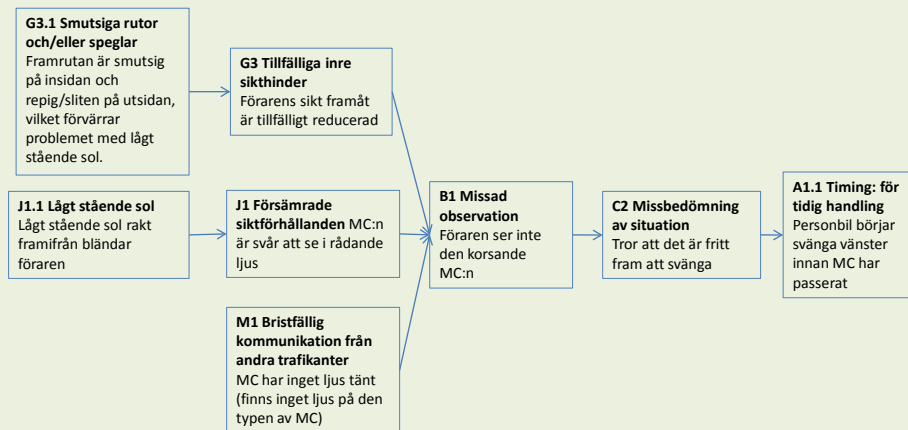 G3.1 Smutsiga rutor
och/eller speglar
Framrutan är smutsig
på insidan och
repig/sliten på utsidan,
vilket förvärrar
problemet med lågt
stående sol.
G3 Tillfälliga inre
sikthinder
Förarens sikt framåt
är tillfälligt reducerad
J1.1 Lågt stående sol
Lågt stående sol rakt
framifrån bländar
föraren
J1 Försämrade
siktförhållanden MC:n
är svår att se i rådande
ljus
M1 Bristfällig
kommunikation från
andra trafikanter
MC har inget ljus tänt
(finns inget ljus på den
typen av MC)
B1 Missad
observation
Föraren ser inte
den korsande
MC:n
C2 Missbedömning
av situation
Tror att det är fritt
fram att svänga
A1.1 Timing: för
tidig handling
Personbil börjar
svänga vänster
innan MC har
passerat